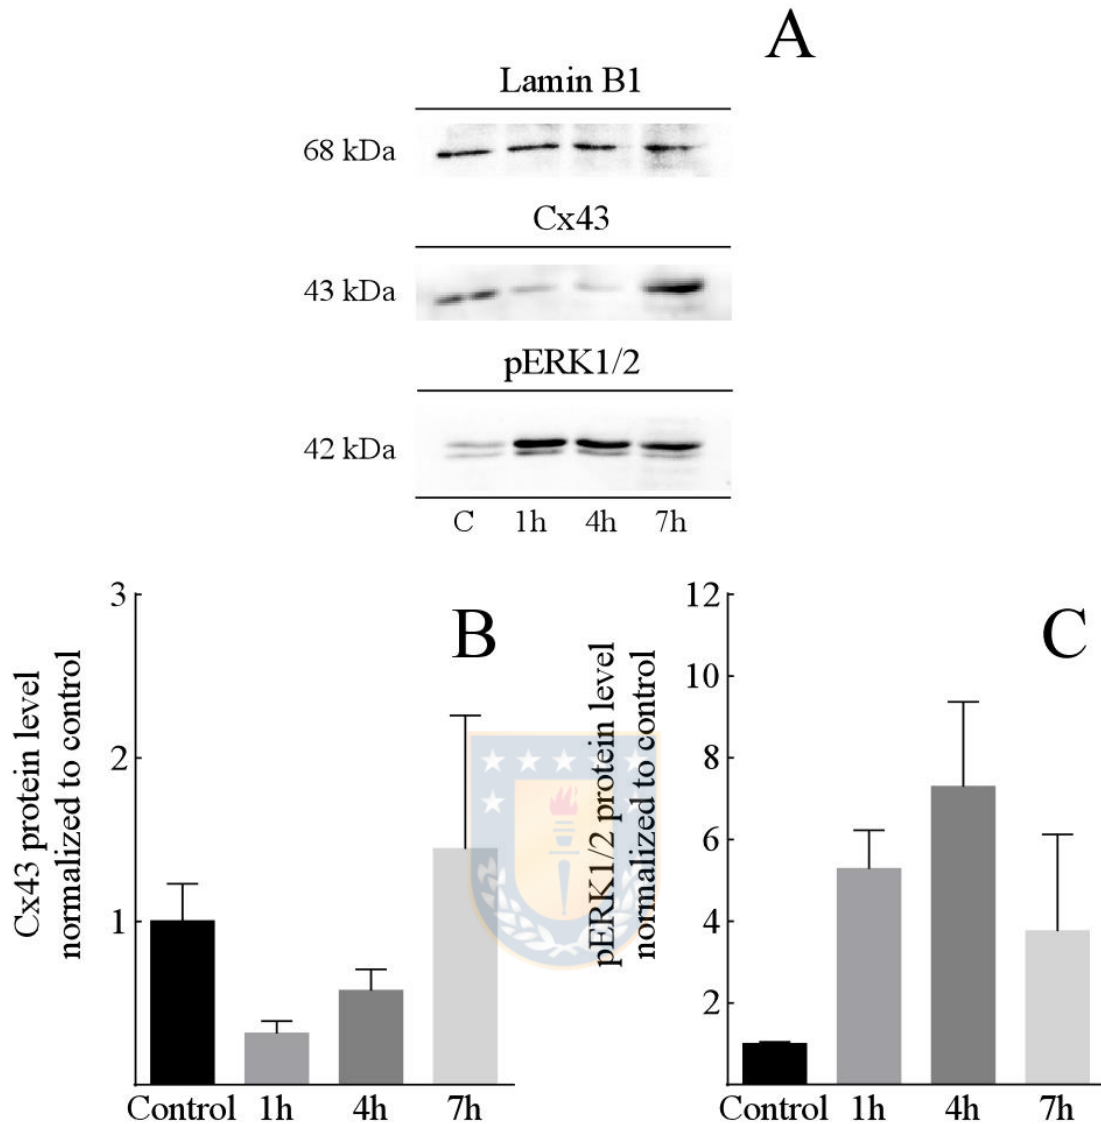 A
Lamin B1
68 kDa
Cx43
43 kDa
pERK1/2
42 kDa
C 1h 4h 7h
B
Cx43 protein level
normalized to control
3
2
1
Control 1h 4h 7h
C
pERK1/2 protein level
normalized to control
12
10
8
6
4
2
Control 1h 4h 7h